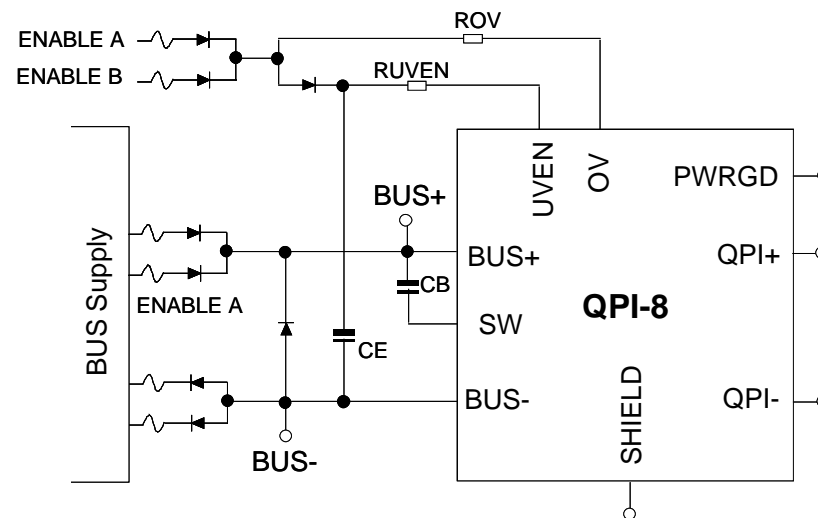 ROV
ENABLE A
ENABLE B
RUVEN
UVEN
OV
PWRGD
BUS+
BUS Supply
BUS+
QPI+
CB
ENABLE A
SW
QPI-8
CE
SHIELD
BUS-
QPI-
BUS-